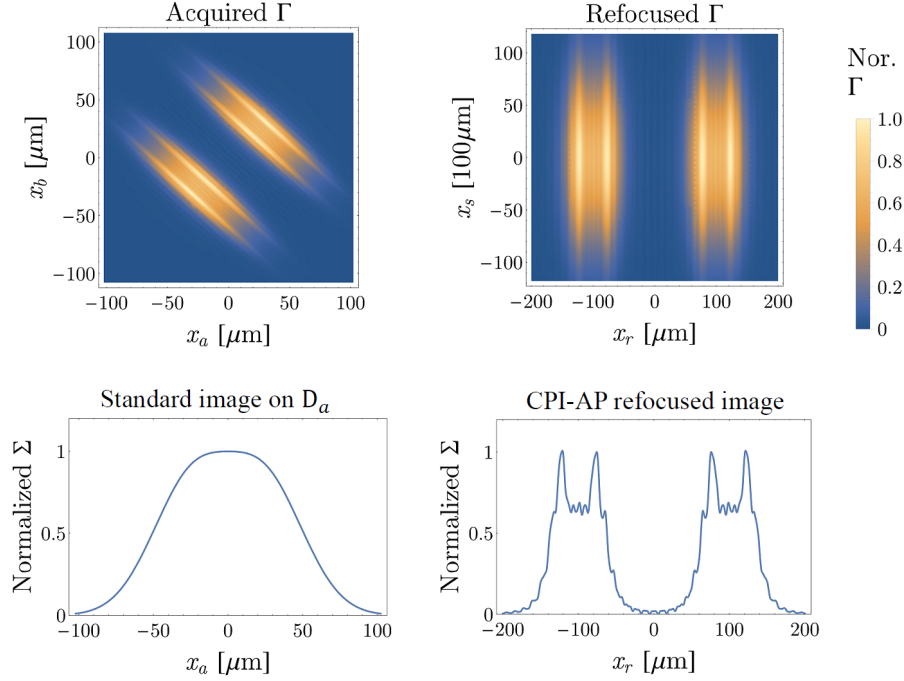 Acquired Γ
Refocused Γ
Nor.
Γ
100
50
0
−50
−100
x_b [μm]
−100 −50 0 50 100
x_a [μm]
100
50
0
−50
−100
x_s [100μm]
−200 −100 0 100 200
x_r [μm]
1.0
0.8
0.6
0.4
0.2
0
Standard image on D_a
1
0.5
0
Normalized Σ
−100 −50 0 50 100
x_a [μm]
CPI-AP refocused image
1
0.5
0
Normalized Σ
−200 −100 0 100 200
x_r [μm]